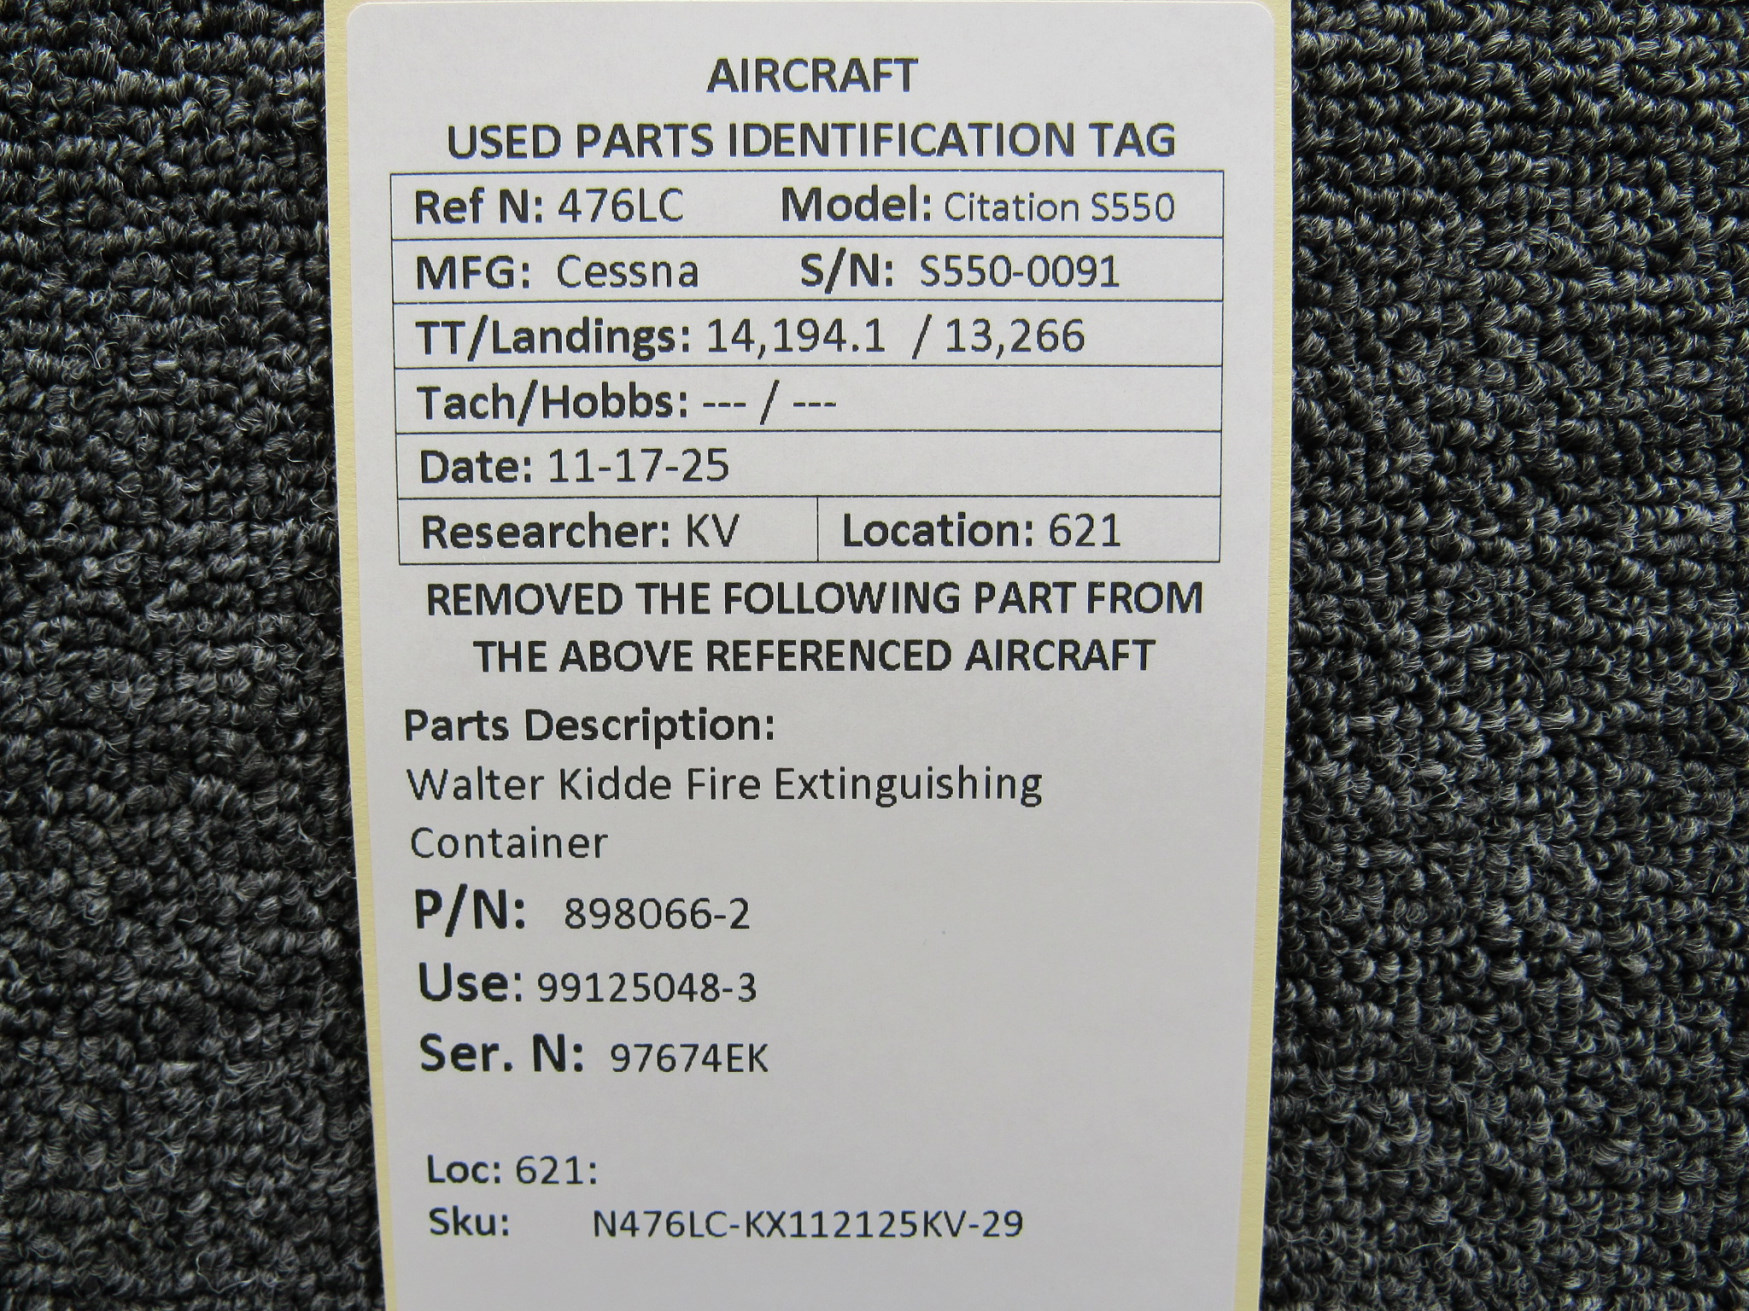 AIRCRAFT
USED PARTS IDENTIFICATION TAG
Ref N: 476LC Model: Citation S550
MFG: Cessna S/N: S550-0091
TT/Landings: 14,194.1 / 13,266
Tach/Hobbs: --- / ---
Date: 11-17-25
Researcher: KV Location: 621
REMOVED THE FOLLOWING PART FROM
THE ABOVE REFERENCED AIRCRAFT
Parts Description:
Walter Kidde Fire Extinguishing
Container
P/N: 898066-2
Use: 99125048-3
Ser. N: 97674EK
Loc: 621:
Sku: N476LC-KX112125KV-29